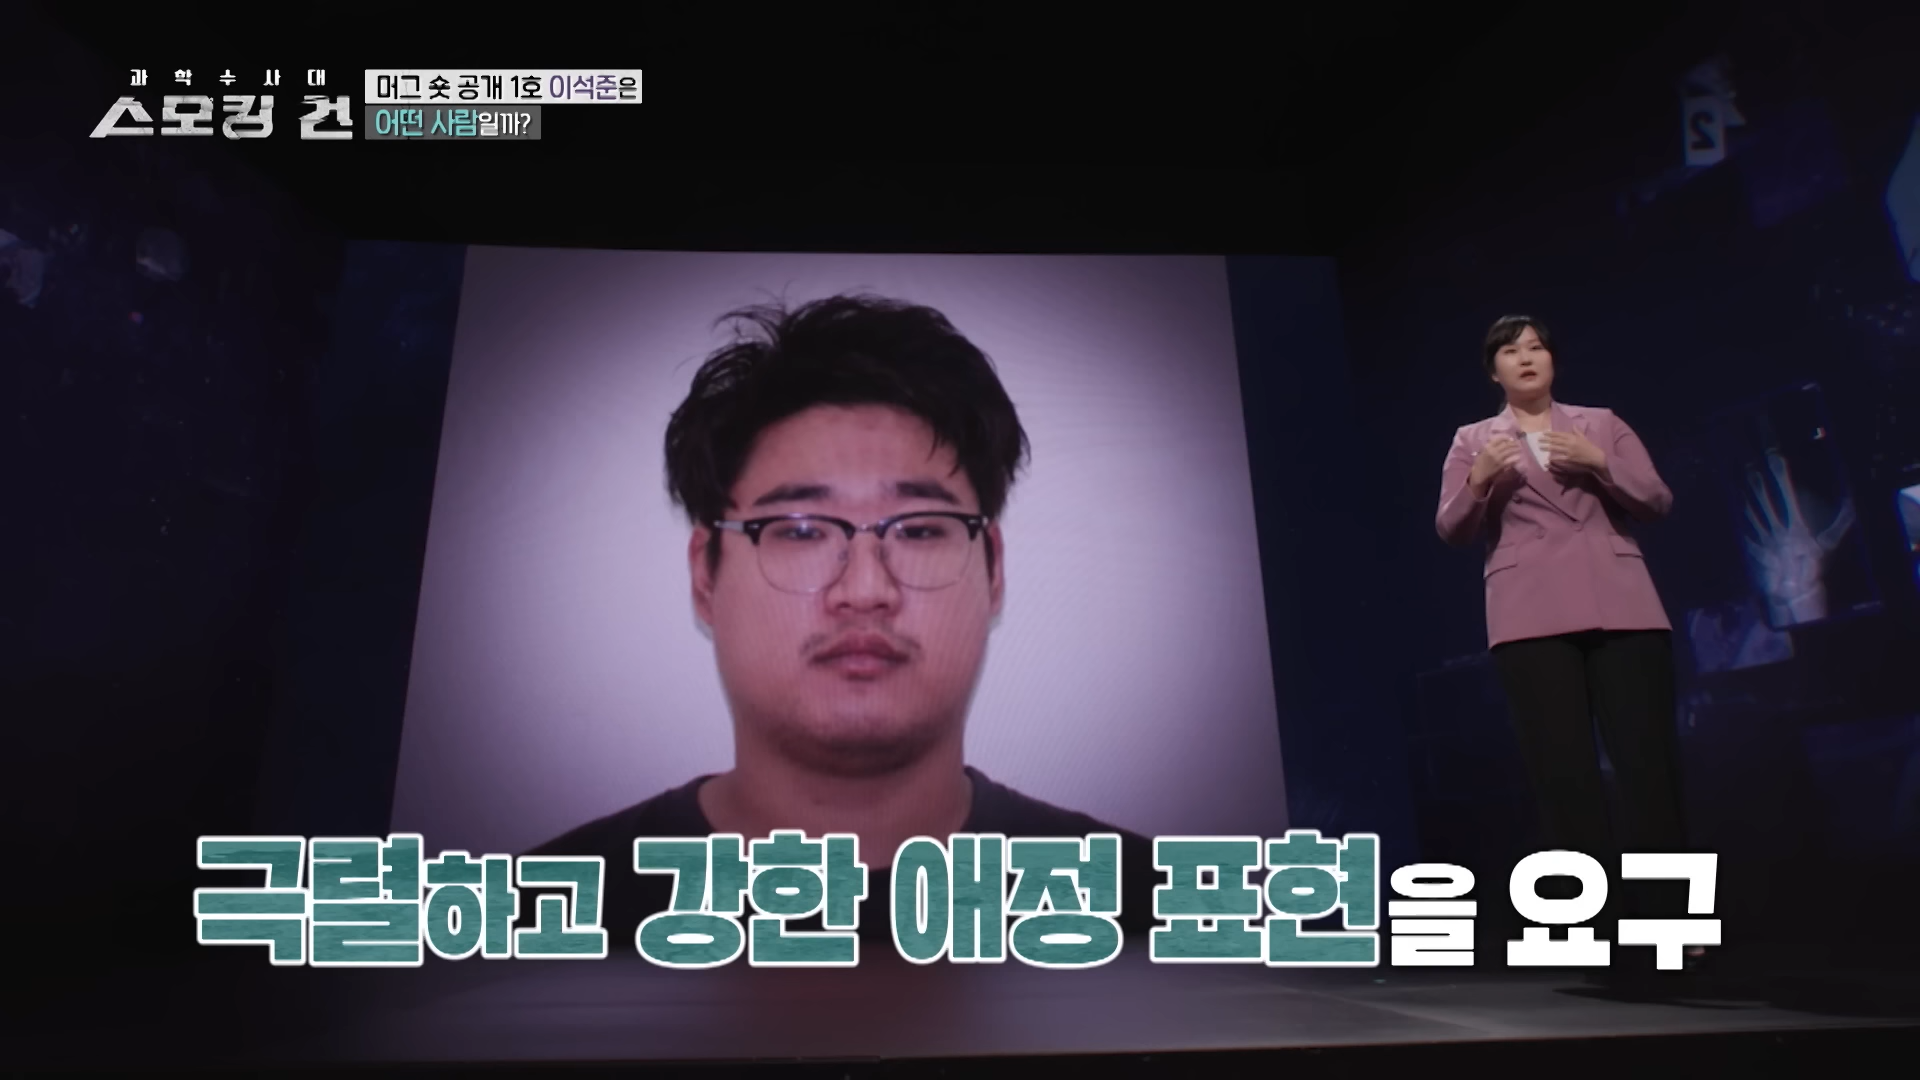 과학수사대
스모킹 건
머그 숏 공개 1호 이석준은
어떤 사람일까?
2
극렬하고 강한 애정 표현을 요구